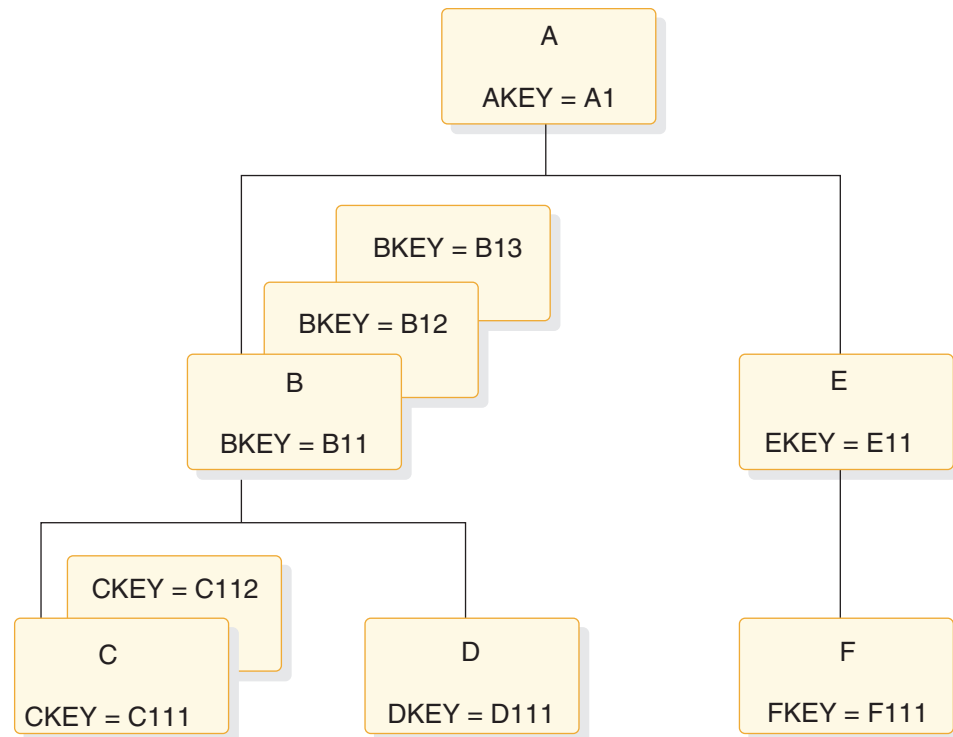 A
AKEY = A1
BKEY = B13
BKEY = B12
B
BKEY = B11
E
EKEY = E11
CKEY = C112
C
CKEY = C111
D
DKEY = D111
F
FKEY = F111